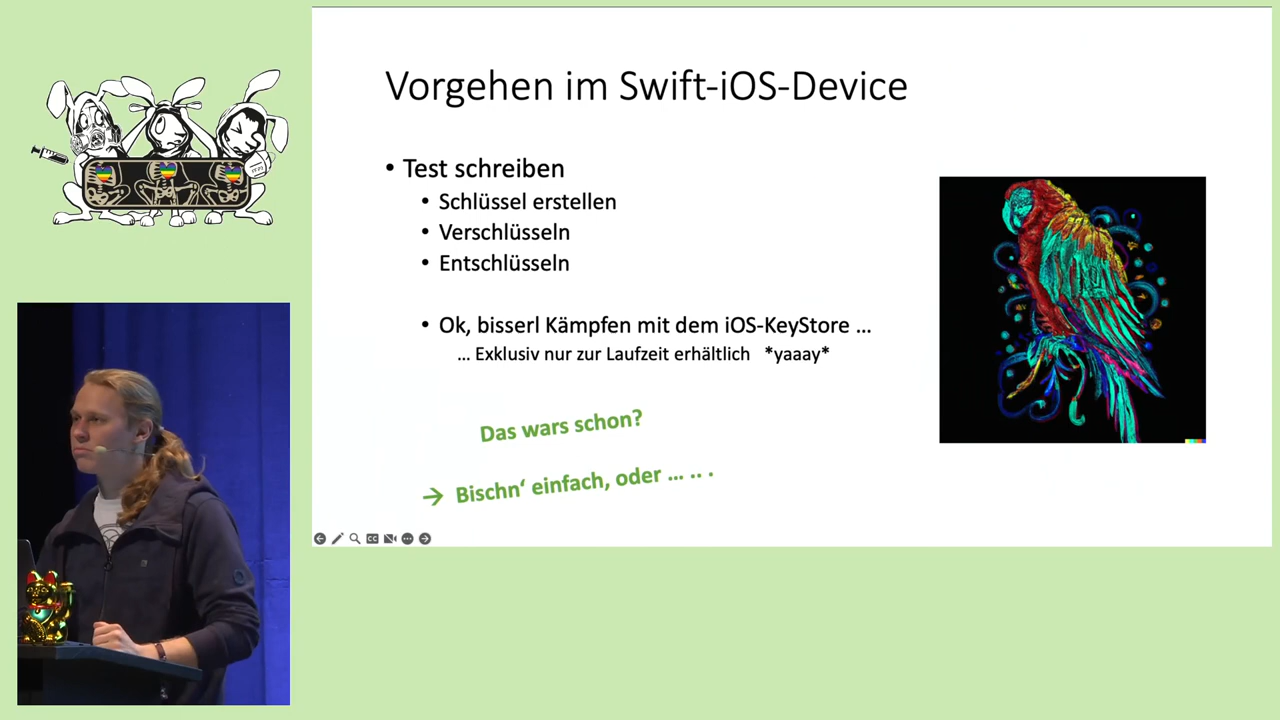 Vorgehen im Swift-iOS-Device
• Test schreiben
• Schlüssel erstellen
• Verschlüsseln
• Entschlüsseln
• Ok, bisserl Kämpfen mit dem iOS-KeyStore ...
... Exklusiv nur zur Laufzeit erhältlich *yaaay*
Das wars schon?
→ Bischn‘ einfach, oder ... .. .
CC